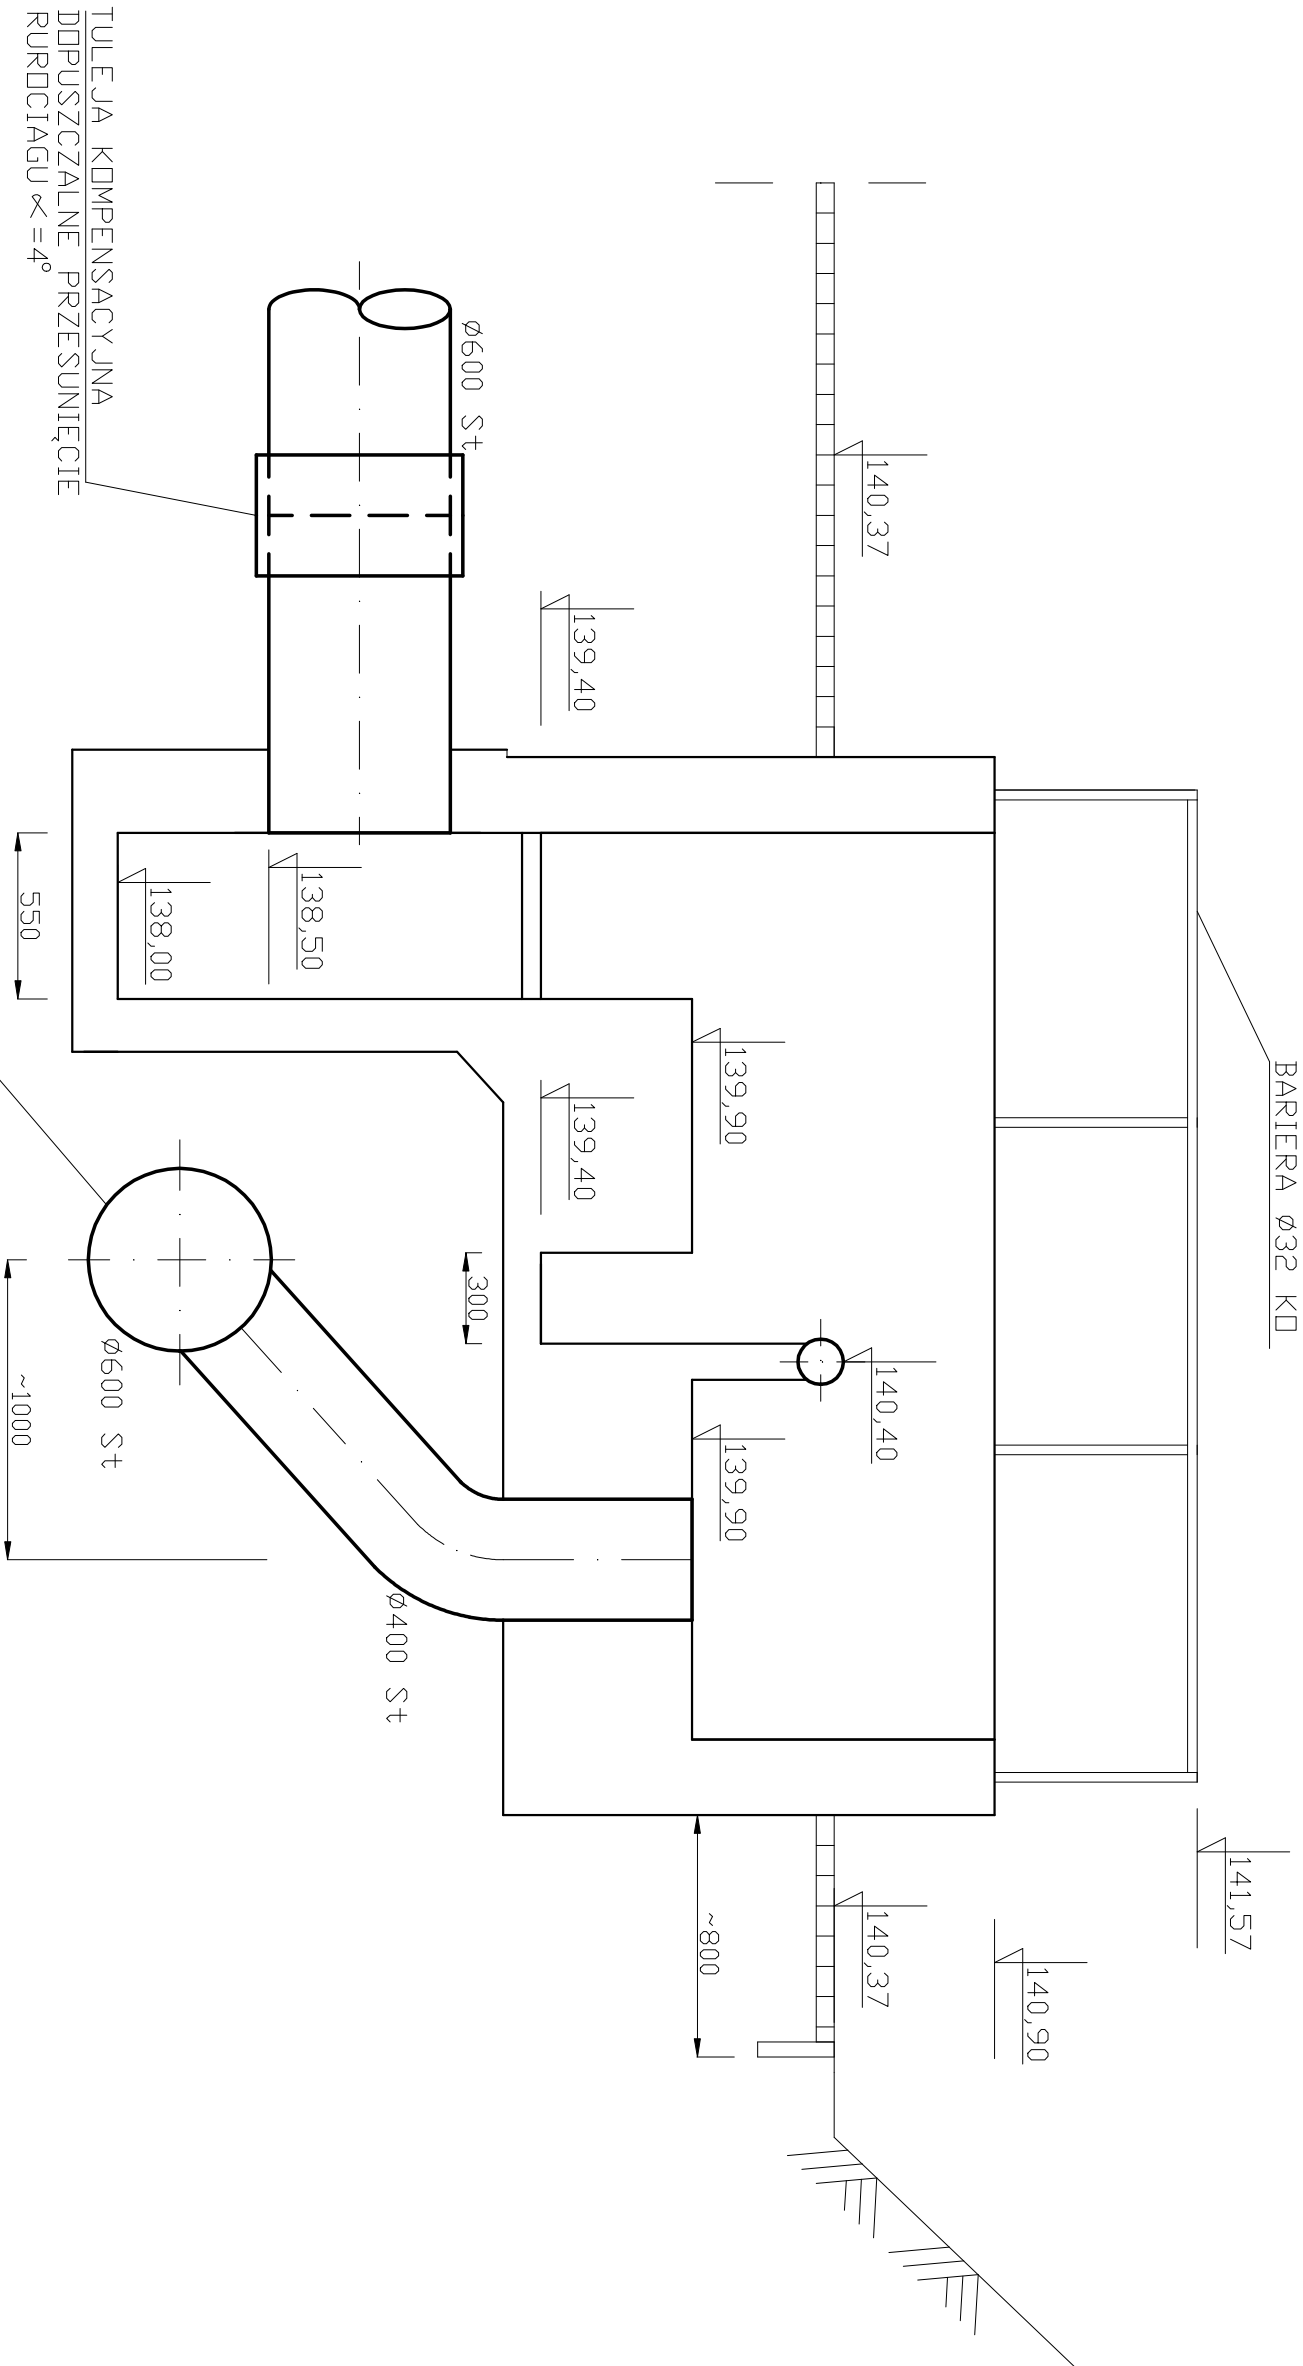 BARIERA Ø32 KO
141,57
140,90
140,37
140,37
140,40
139,90
139,90
139,40
139,40
Ø600 St
300
~800
138,50
138,00
Ø400 St
TULEJA KOMPENSACYJNA
DOPUSZCZALNE PRZESUNIĘCIE
RUROCIAGU ∝=4°
Ø600 St
550
~1000